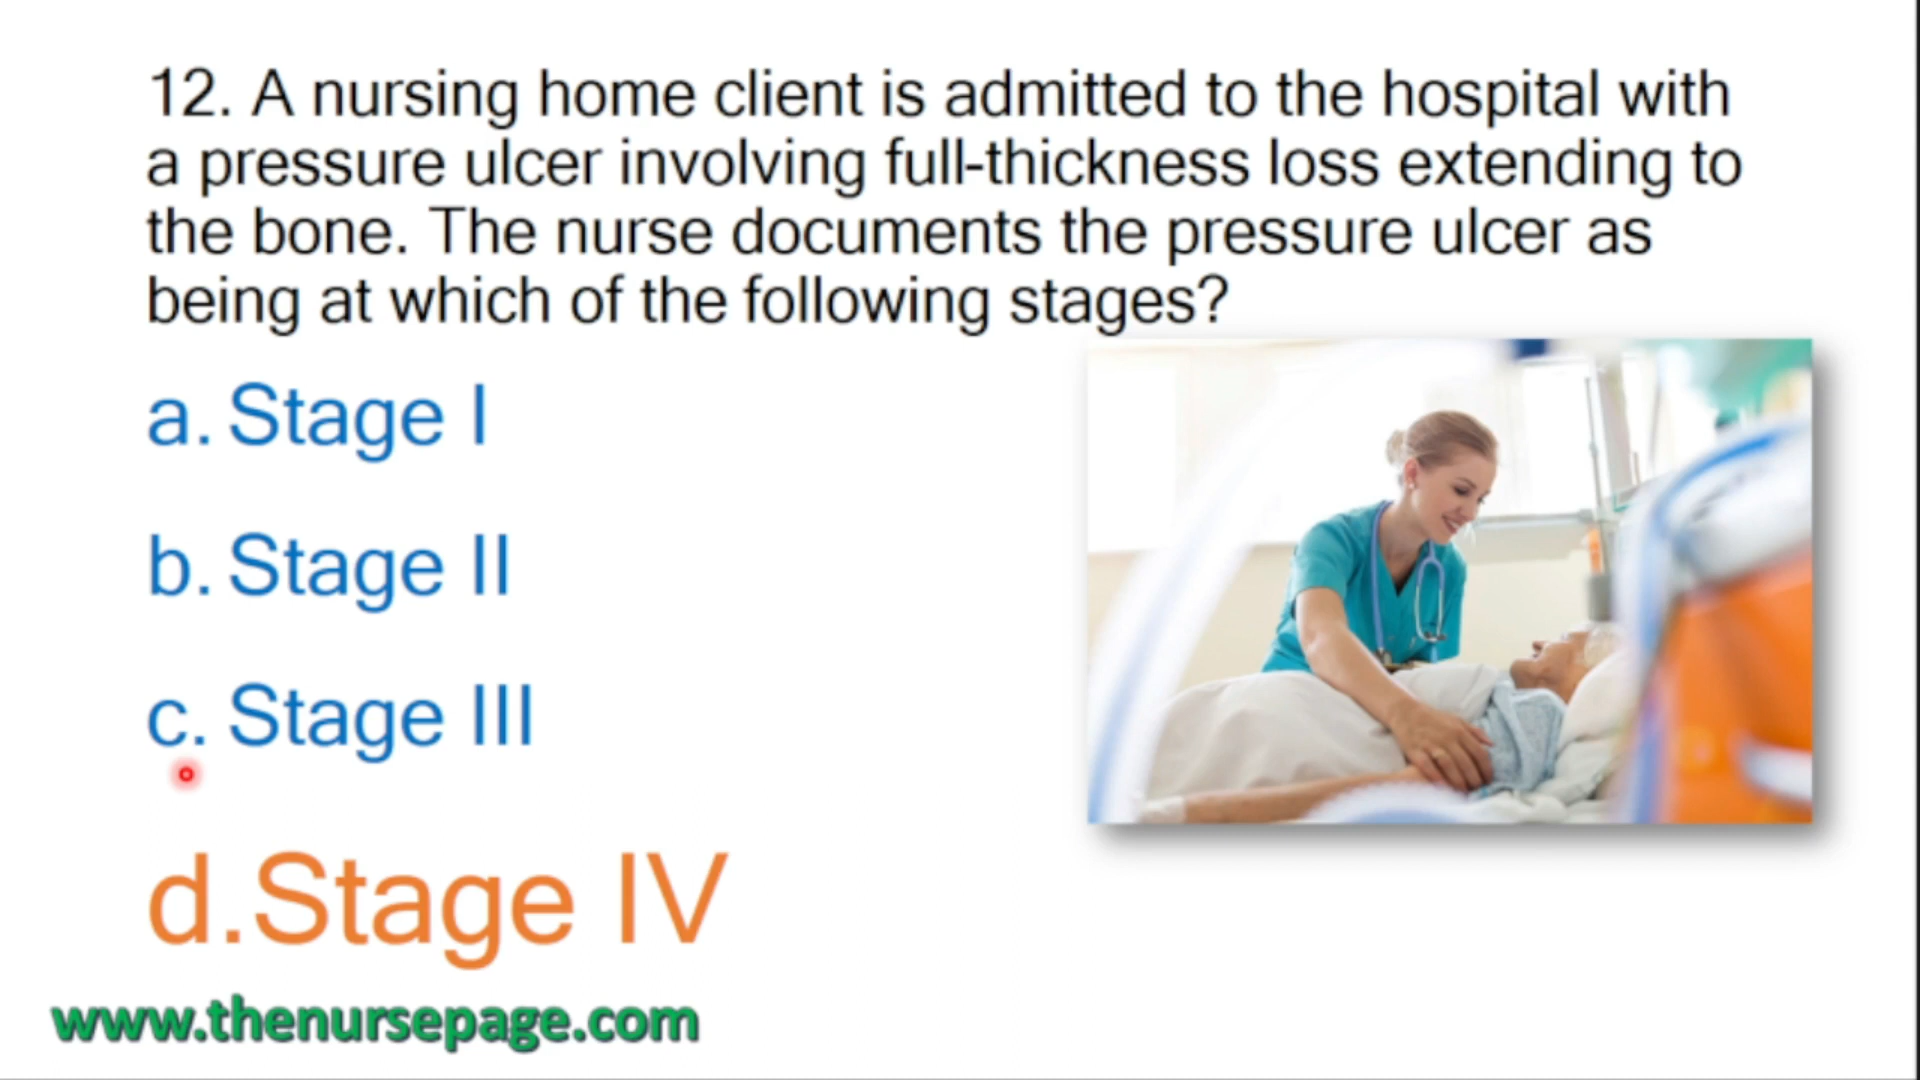 12. A nursing home client is admitted to the hospital with
a pressure ulcer involving full-thickness loss extending to
the bone. The nurse documents the pressure ulcer as
being at which of the following stages?
a. Stage I
b. Stage II
c. Stage III
d.Stage IV
www.thenursepage.com